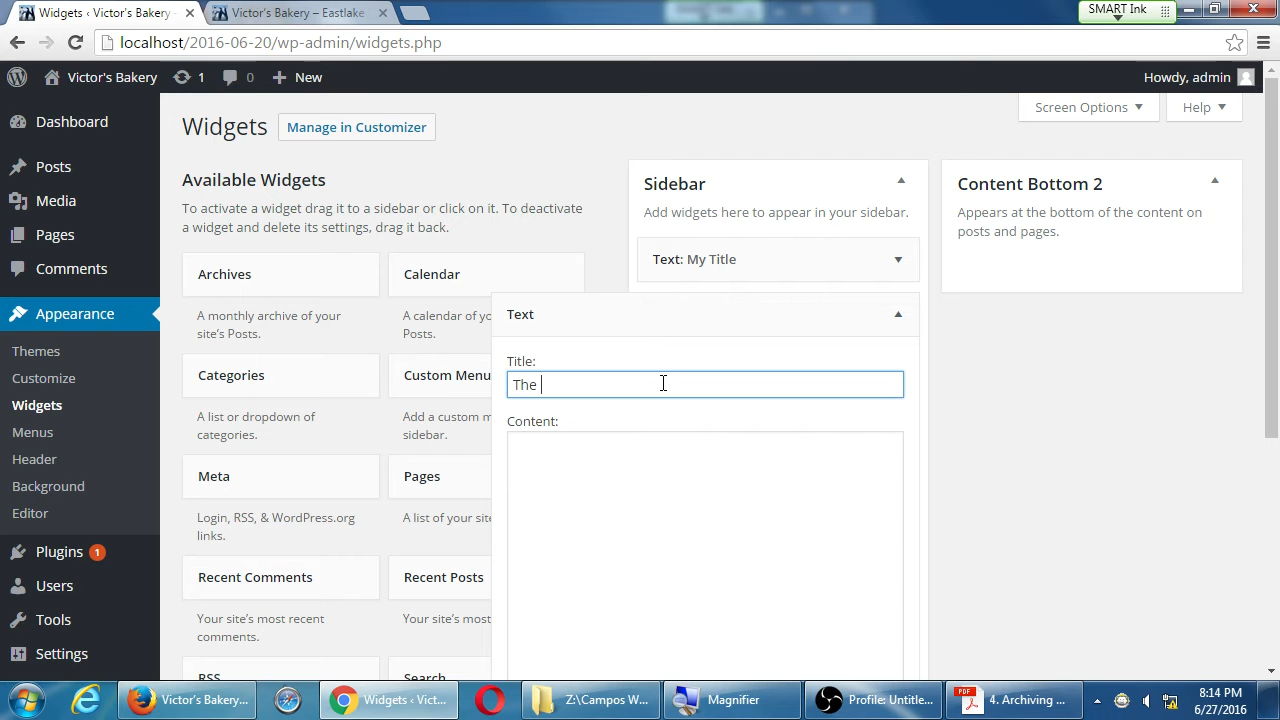 Widgets ‹ Victor's Bakery -
Victor's Bakery – Eastlake
SMART Ink
localhost/2016-06-20/wp-admin/widgets.php
Victor's Bakery
1
0
New
Howdy, admin
Screen Options
Help
Dashboard
Posts
Media
Pages
Comments
Appearance
Themes
Customize
Widgets
Menus
Header
Background
Editor
Plugins 1
Users
Tools
Settings
Widgets
Manage in Customizer
Available Widgets
To activate a widget drag it to a sidebar or click on it. To deactivate
a widget and delete its settings, drag it back.
Archives
A monthly archive of your
site's Posts.
Calendar
A calendar of yo
Posts.
Categories
A list or dropdown of
categories.
Custom Menu
Add a custom m
sidebar.
Meta
Login, RSS, & WordPress.org
links.
Pages
A list of your site
Recent Comments
Your site's most recent
comments.
Recent Posts
Your site's most
RSS
Search
Sidebar
Add widgets here to appear in your sidebar.
Text: My Title
Text
Title:
The
Content:
Content Bottom 2
Appears at the bottom of the content on
posts and pages.
Victor's Bakery...
Widgets ‹ Vict...
Z:\Campos W...
Magnifier
Profile: Untitle...
PDF
4. Archiving ...
8:14 PM
6/27/2016